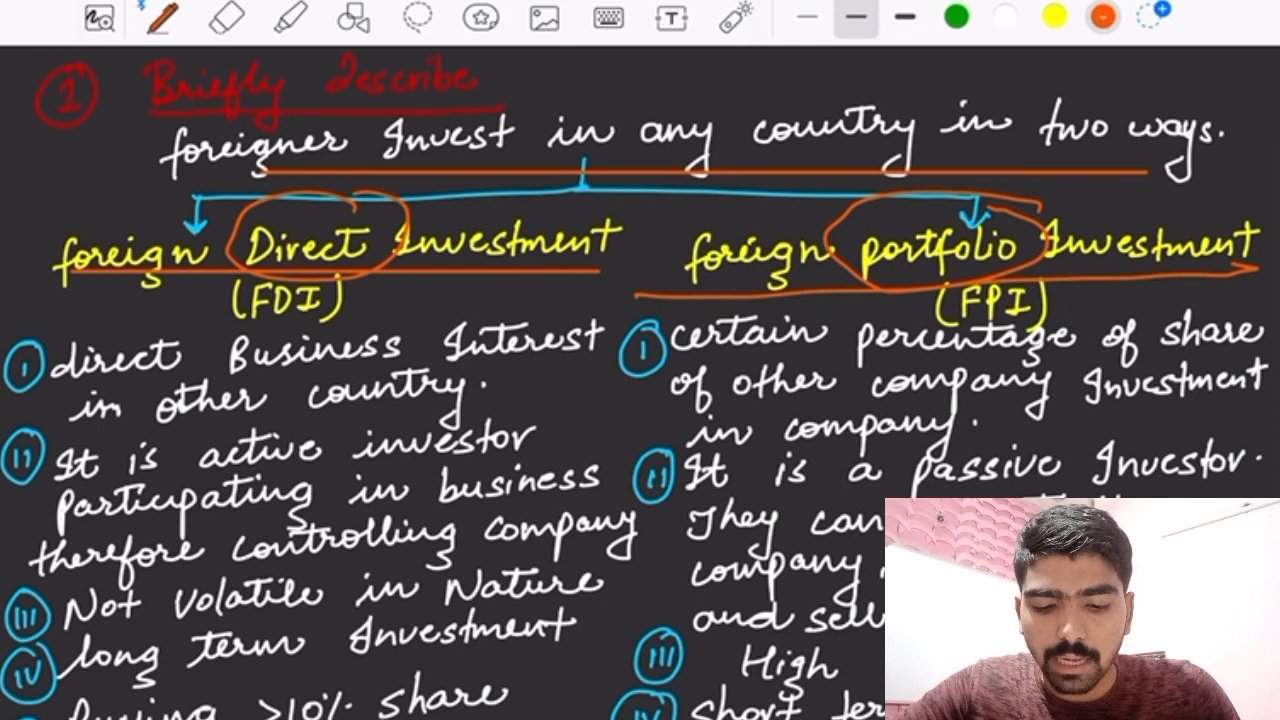 ① Briefly describe
foreigner Invest in any country in two ways.
foreign Direct Investment
(FDI)
foreign portfolio Investment
(FPI)
I direct Business Interest
in other country.
II It is active investor
Participating in business
therefore controlling company
III Not volatile in Nature
IV long term Investment
>10% share
I certain percentage of share
of other company Investment
in company.
II It is a passive Investor.
They can
company
and sell
III High
IV short